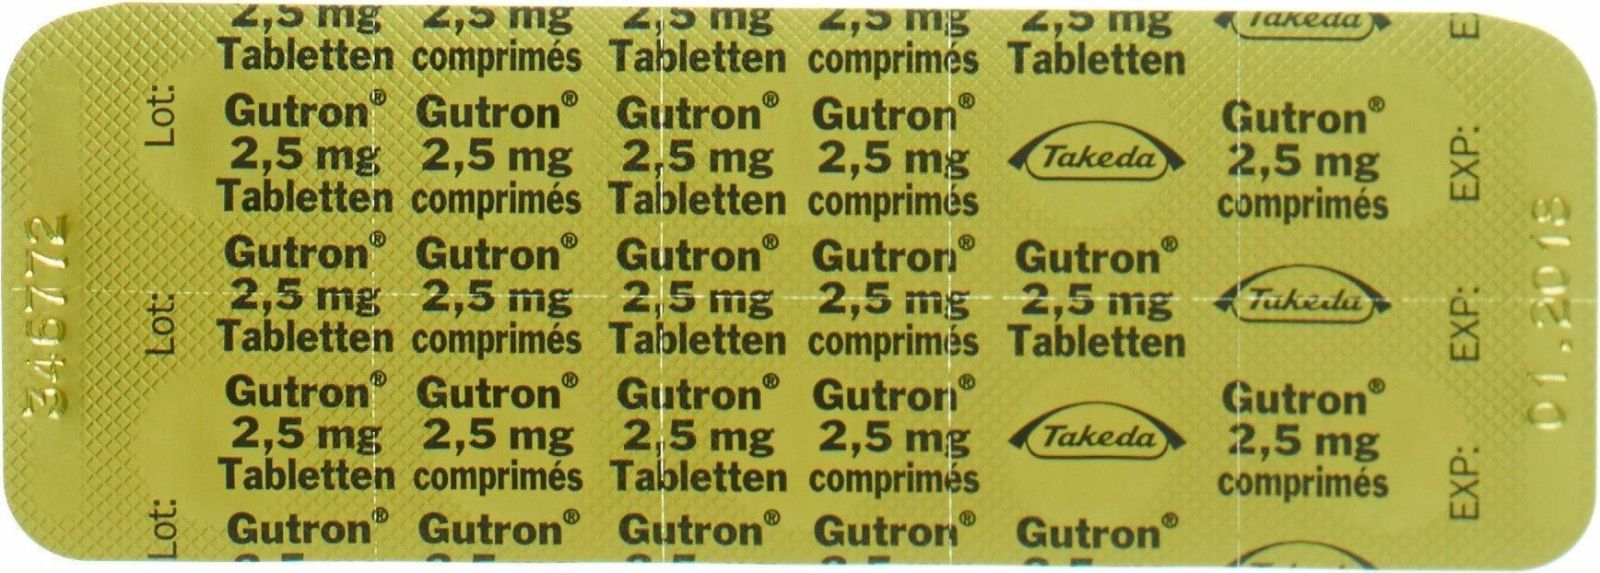 2,5 mg 2,5 mg 2,5 mg 2,5 mg 2,5 mg Takeda
Tabletten comprimés Tabletten comprimés Tabletten
Lot: Gutron® Gutron® Gutron® Gutron® Takeda Gutron® EXP:
2,5 mg 2,5 mg 2,5 mg 2,5 mg 2,5 mg
Tabletten comprimés Tabletten comprimés comprimés
Gutron® Gutron® Gutron® Gutron® Gutron®
Lot: 2,5 mg 2,5 mg 2,5 mg 2,5 mg 2,5 mg Takeda EXP:
Tabletten comprimés Tabletten comprimés Tabletten
Gutron® Gutron® Gutron® Gutron® Gutron®
2,5 mg 2,5 mg 2,5 mg 2,5 mg Takeda 2,5 mg
Tabletten comprimés Tabletten comprimés comprimés EXP:
Lot: Gutron® Gutron® Gutron® Gutron® Gutron®
346772
01.2018